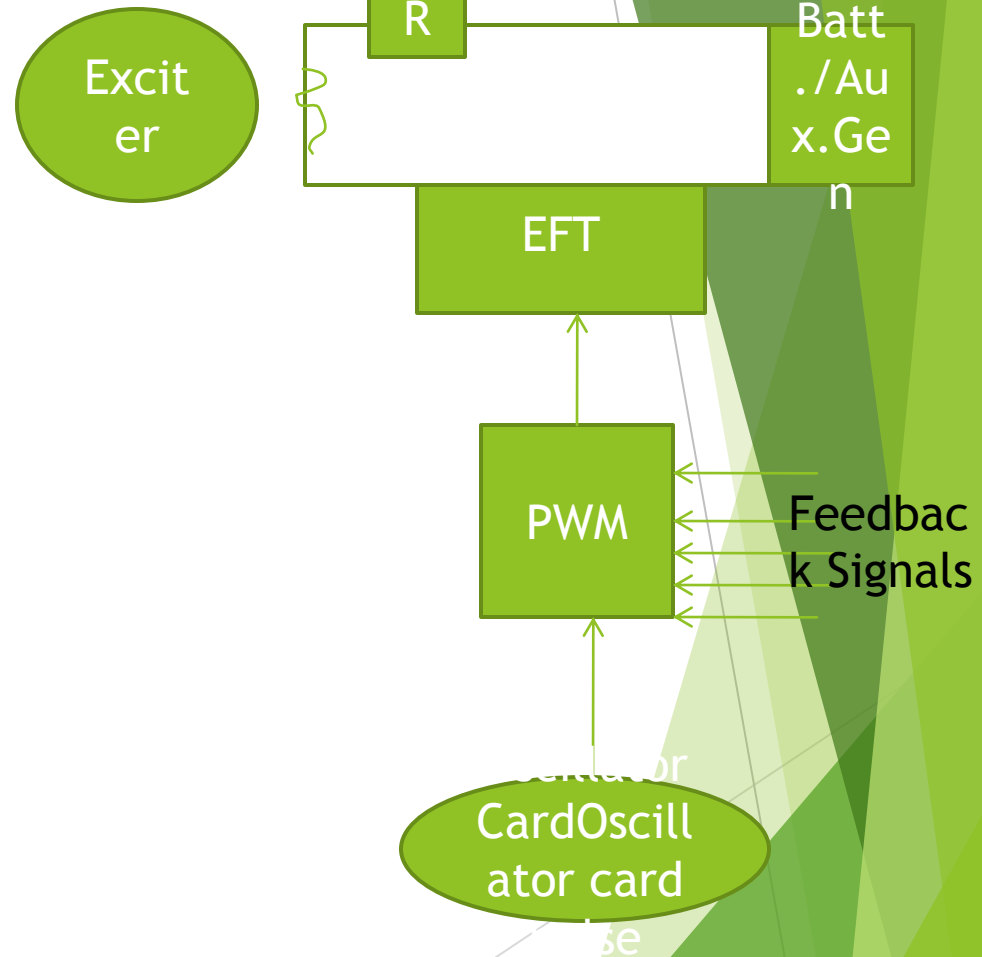 R
Excit
er
Batt
./Au
x.Ge
n
EFT
PWM
Feedbac
k Signals
CardOscill
ator card